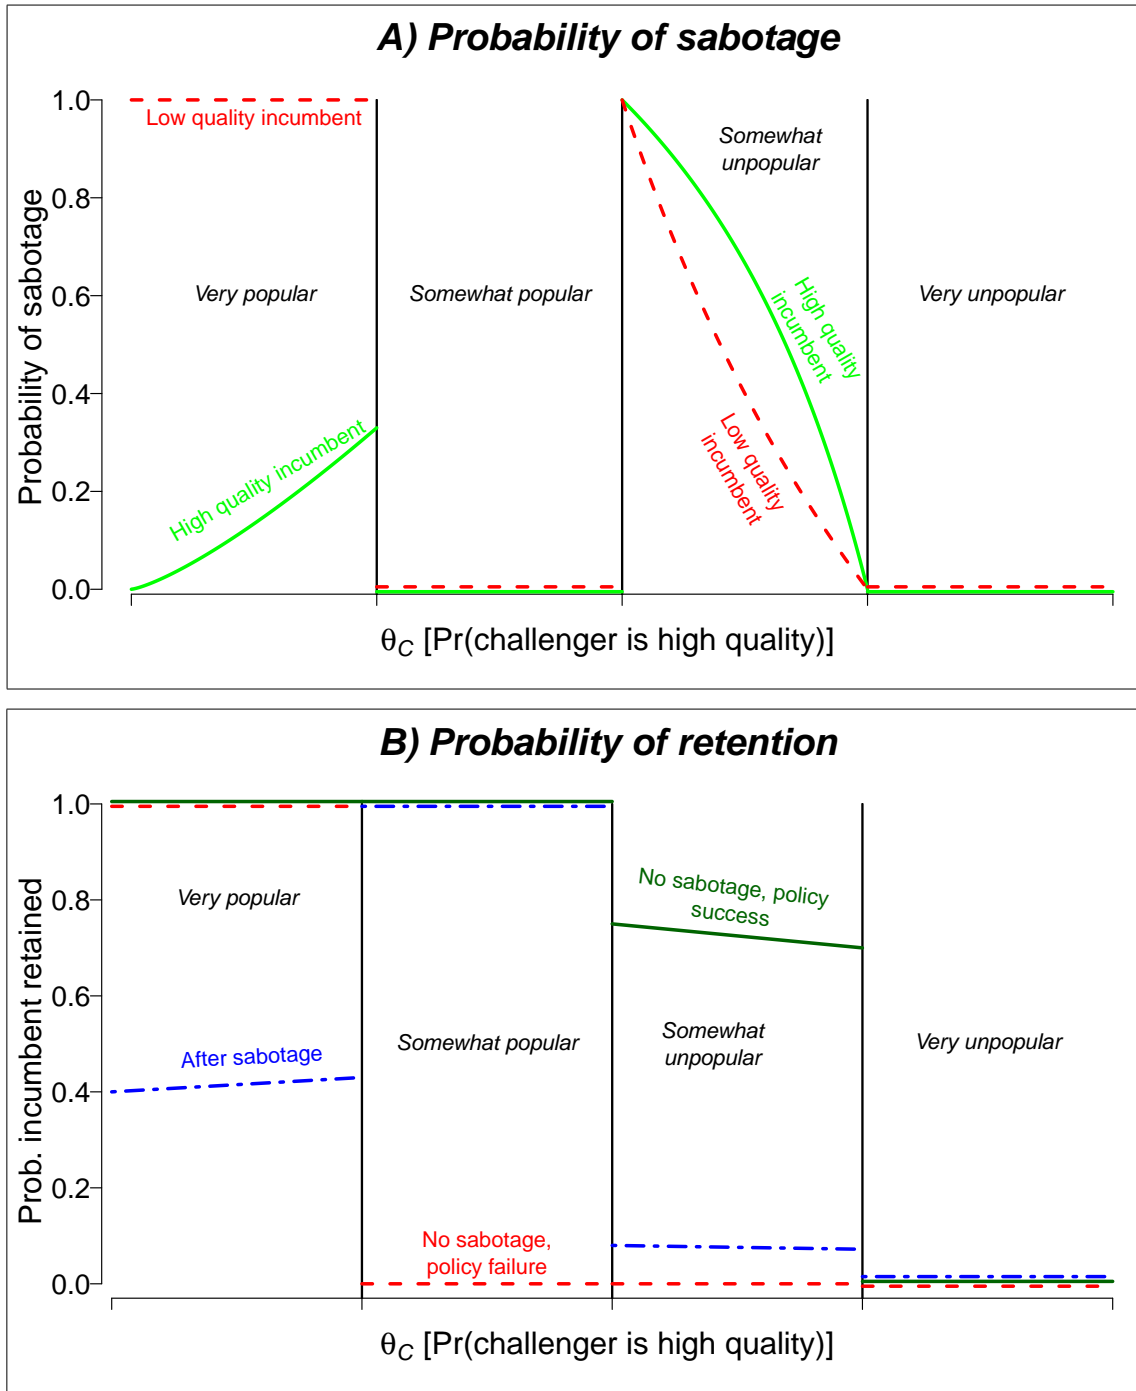 A) Probability of sabotage
Probability of sabotage
1.0
0.8
0.6
0.4
0.2
0.0
Low quality incumbent
Very popular
High quality incumbent
Somewhat popular
Somewhat
unpopular
High quality
incumbent
Low quality
incumbent
Very unpopular
θC [Pr(challenger is high quality)]
B) Probability of retention
Prob. incumbent retained
1.0
0.8
0.6
0.4
0.2
0.0
Very popular
After sabotage
Somewhat popular
No sabotage,
policy failure
No sabotage, policy
success
Somewhat
unpopular
Very unpopular
θC [Pr(challenger is high quality)]